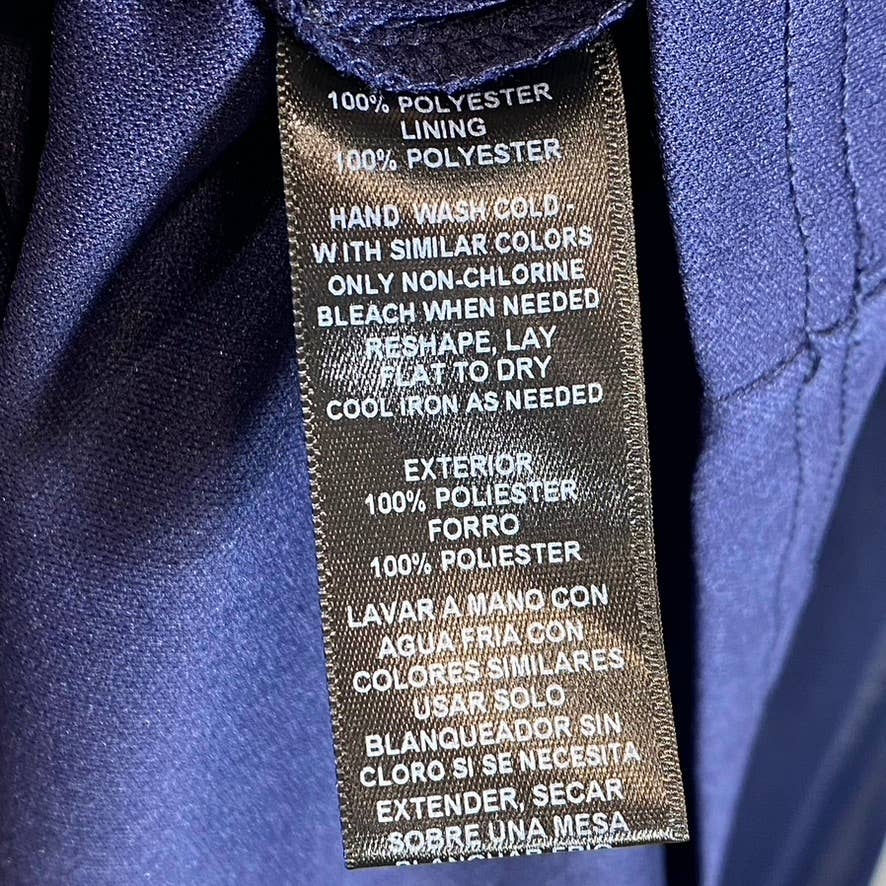 100% POLYESTER
LINING
100% POLYESTER
HAND WASH COLD -
WITH SIMILAR COLORS
ONLY NON-CHLORINE
BLEACH WHEN NEEDED
RESHAPE, LAY
FLAT TO DRY
COOL IRON AS NEEDED
EXTERIOR
100% POLIESTER
FORRO
100% POLIESTER
LAVAR A MANO CON
AGUA FRIA CON
COLORES SIMILARES
USAR SOLO
BLANQUEADOR SIN
CLORO SI SE NECESITA
EXTENDER, SECAR
SOBRE UNA MESA